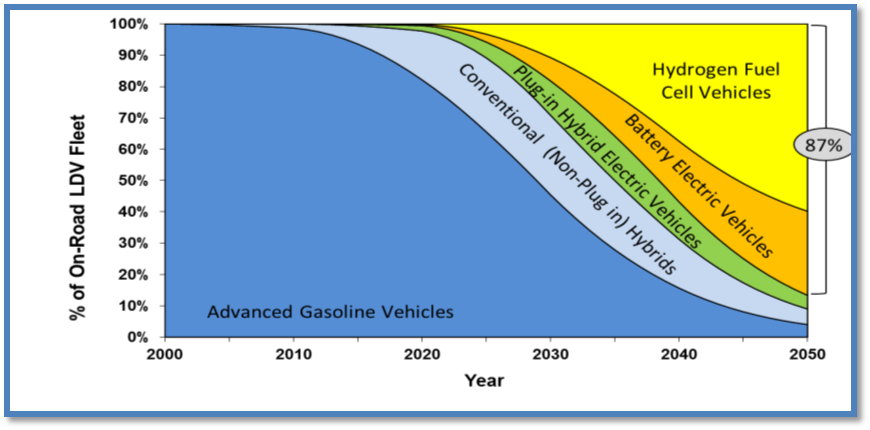 % of On-Road LDV Fleet
100%
90%
80%
70%
60%
50%
40%
30%
20%
10%
0%
Hydrogen Fuel
Cell Vehicles
87%
Plug-in Hybrid Electric Vehicles
Battery Electric Vehicles
Conventional (Non-Plug in) Hybrids
Advanced Gasoline Vehicles
2000
2010
2020
2030
2040
2050
Year